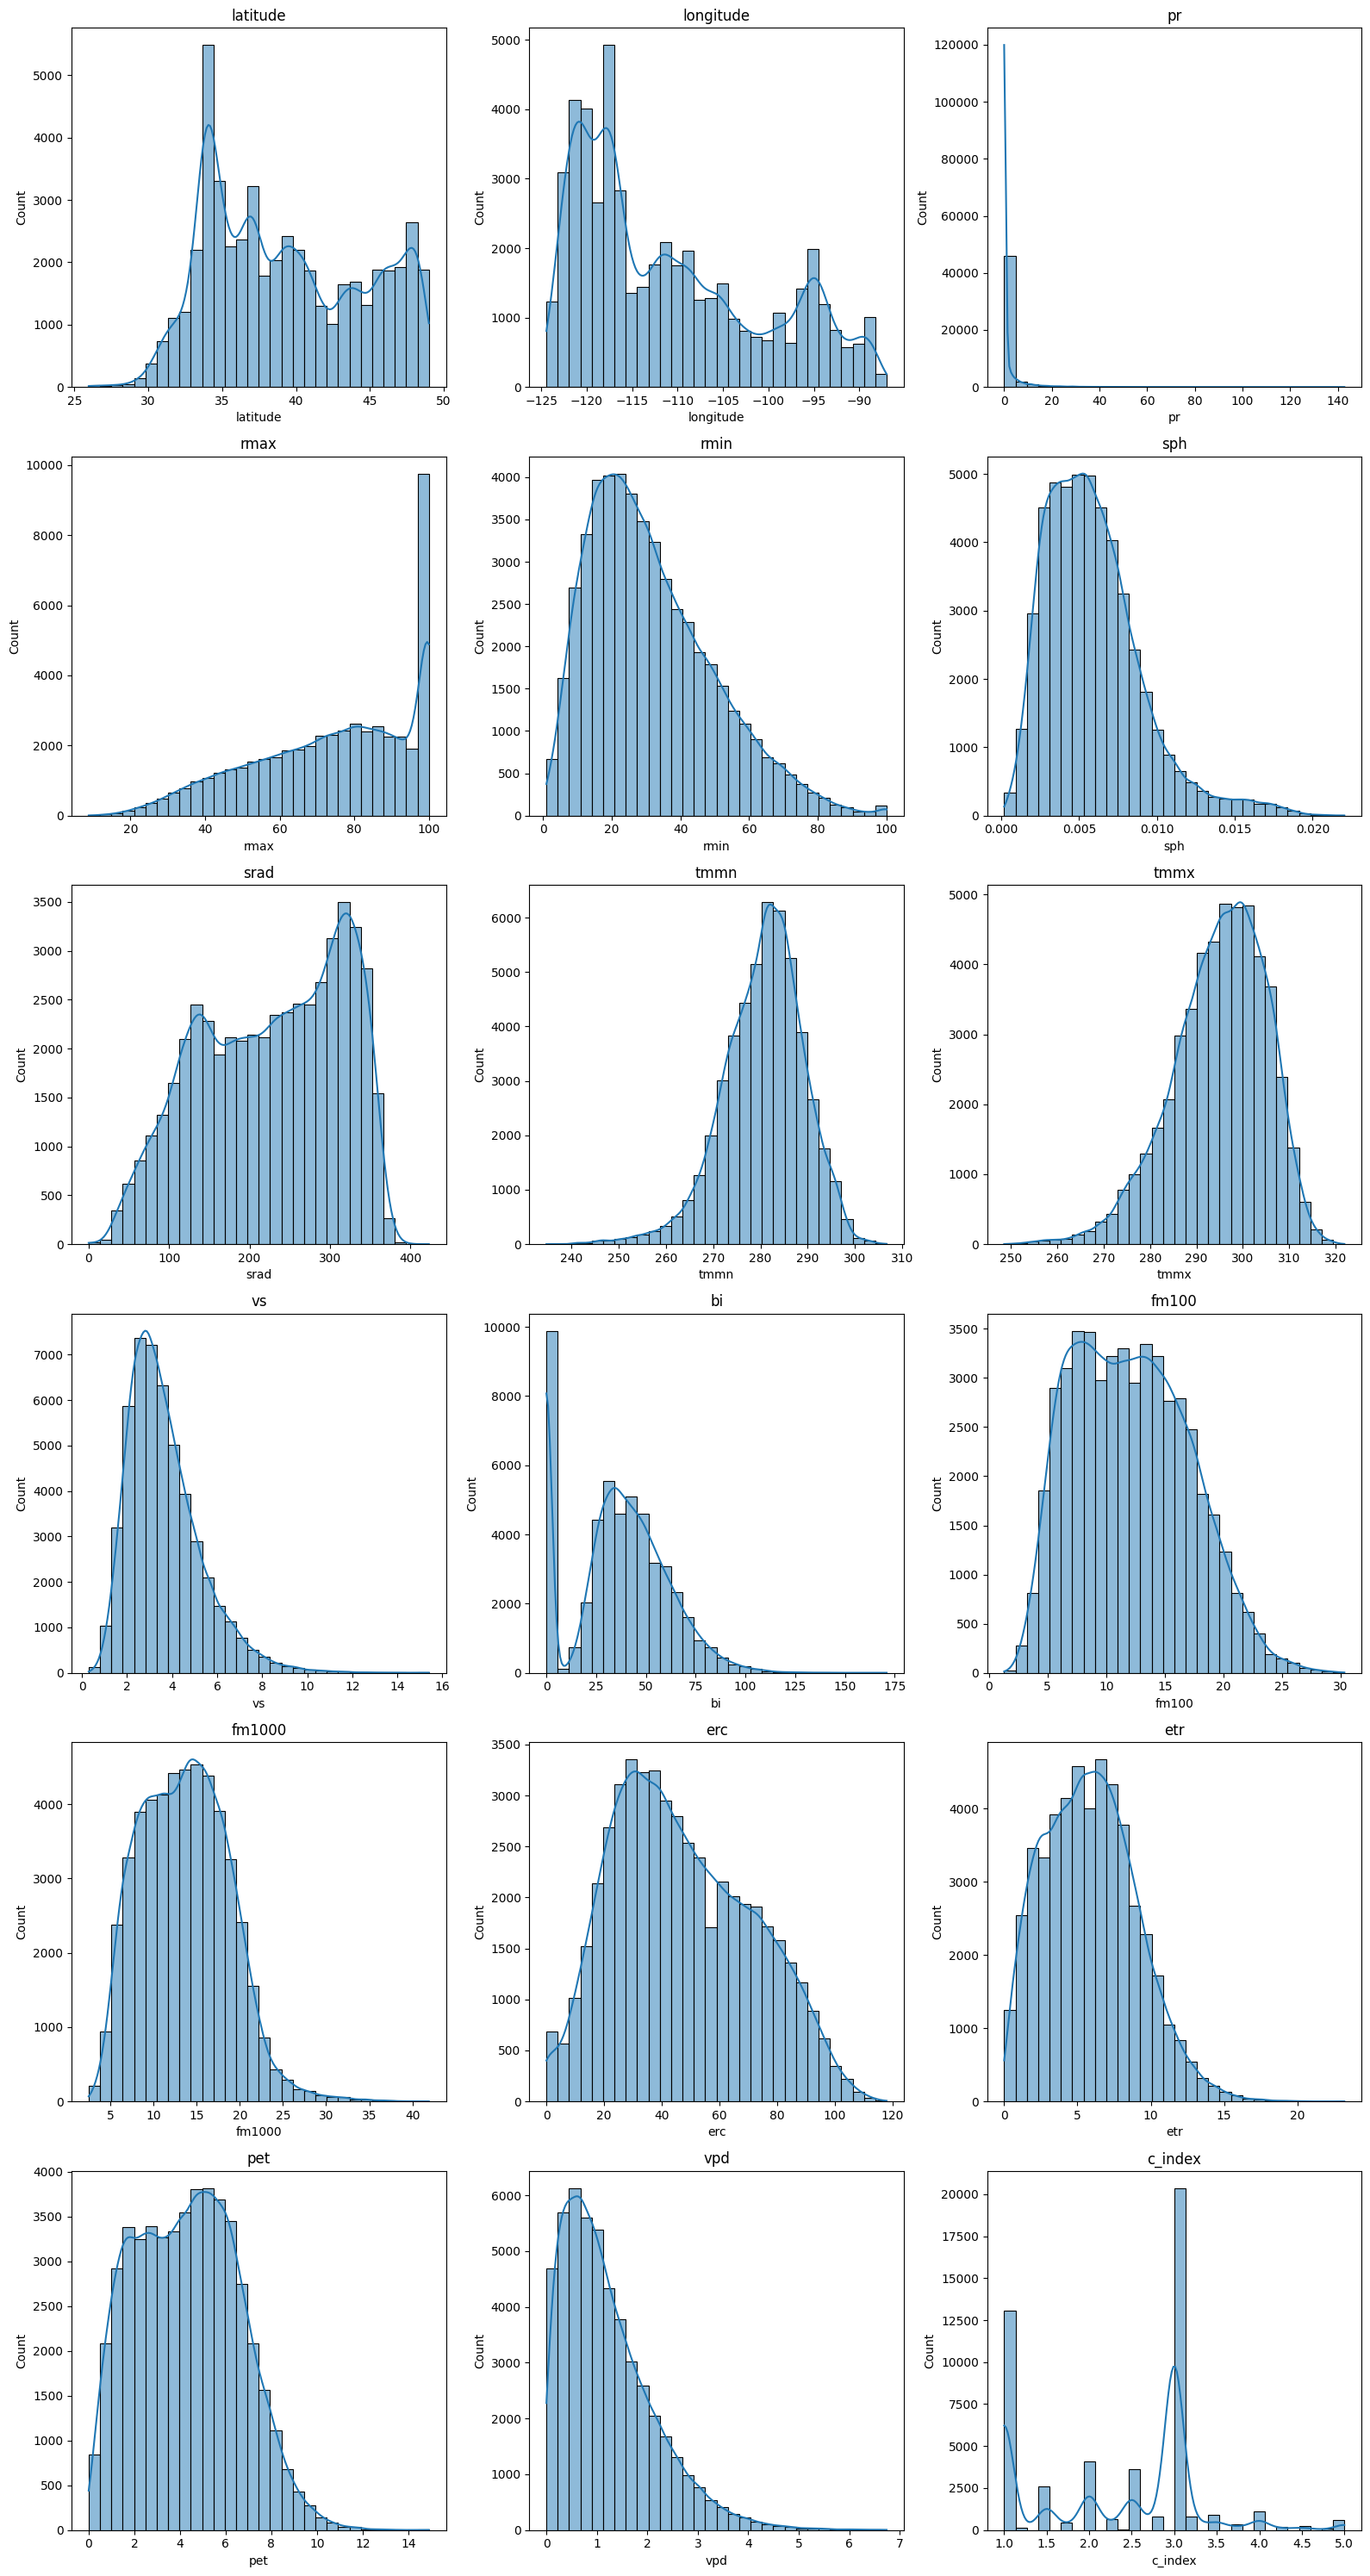 latitude longitude pr
5000
4000
3000
2000
1000
0
Count
25 30 35 40 45 50
latitude
5000
4000
3000
2000
1000
0
Count
−125 −120 −115 −110 −105 −100 −95 −90
longitude
120000
100000
80000
60000
40000
20000
0
Count
0 20 40 60 80 100 120 140
pr
rmax rmin sph
10000
8000
6000
4000
2000
0
Count
20 40 60 80 100
rmax
4000
3500
3000
2500
2000
1500
1000
500
0
Count
0 20 40 60 80 100
rmin
5000
4000
3000
2000
1000
0
Count
0.000 0.005 0.010 0.015 0.020
sph
srad tmmn tmmx
3500
3000
2500
2000
1500
1000
500
0
Count
0 100 200 300 400
srad
6000
5000
4000
3000
2000
1000
0
Count
240 250 260 270 280 290 300 310
tmmn
5000
4000
3000
2000
1000
0
Count
250 260 270 280 290 300 310 320
tmmx
vs bi fm100
7000
6000
5000
4000
3000
2000
1000
0
Count
0 2 4 6 8 10 12 14 16
vs
10000
8000
6000
4000
2000
0
Count
0 25 50 75 100 125 150 175
bi
3500
3000
2500
2000
1500
1000
500
0
Count
0 5 10 15 20 25 30
fm100
fm1000 erc etr
4000
3000
2000
1000
0
Count
5 10 15 20 25 30 35 40
fm1000
3500
3000
2500
2000
1500
1000
500
0
Count
0 20 40 60 80 100 120
erc
4000
3000
2000
1000
0
Count
0 5 10 15 20
etr
pet vpd c_index
4000
3500
3000
2500
2000
1500
1000
500
0
Count
0 2 4 6 8 10 12 14
pet
6000
5000
4000
3000
2000
1000
0
Count
0 1 2 3 4 5 6 7
vpd
20000
17500
15000
12500
10000
7500
5000
2500
0
Count
1.0 1.5 2.0 2.5 3.0 3.5 4.0 4.5 5.0
c_index